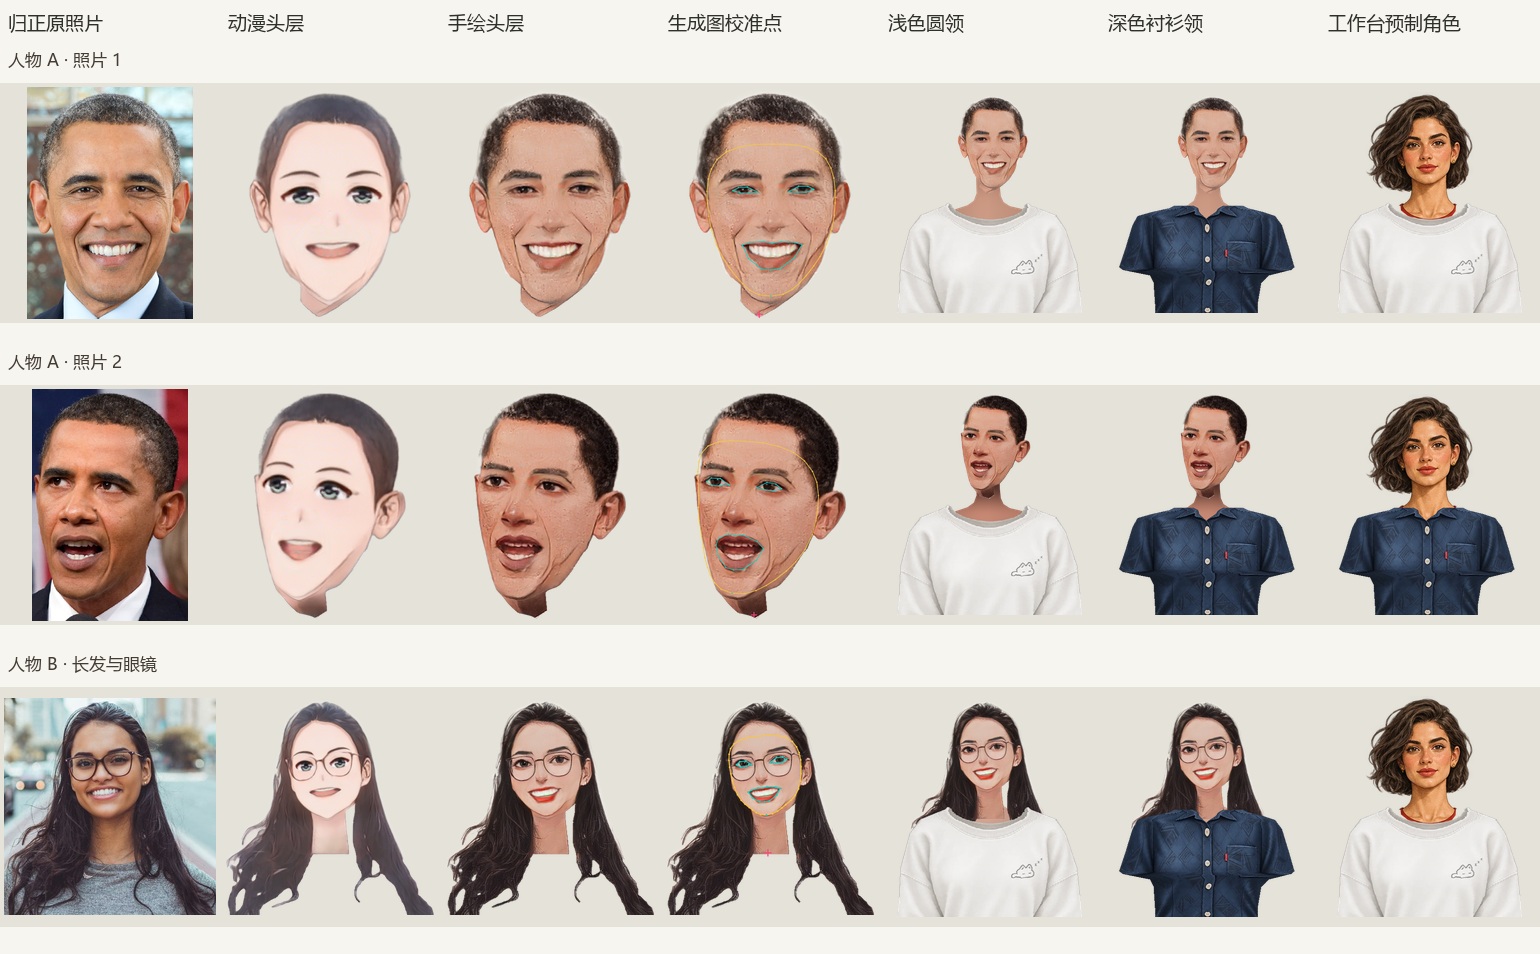 归正原照片 动漫头层 手绘头层 生成图校准点 浅色圆领 深色衬衫领 工作台预制角色
人物 A · 照片 1
人物 A · 照片 2
人物 B · 长发与眼镜